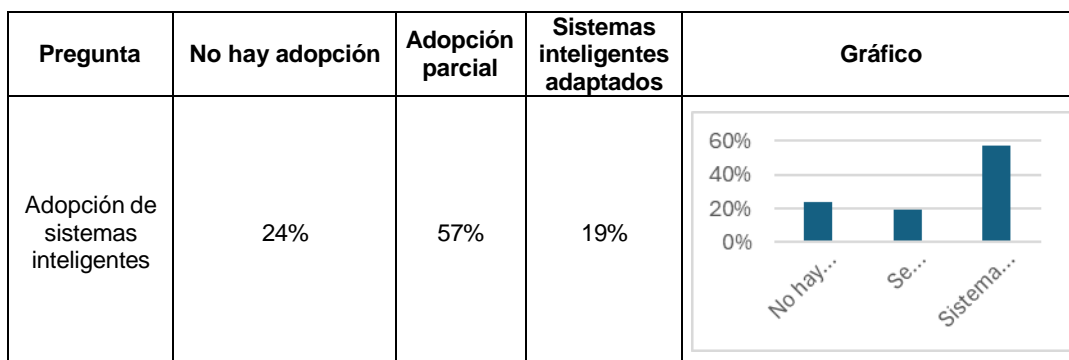 Pregunta
No hay adopción
Adopción
parcial
Sistemas
inteligentes
adaptados
Gráfico
Adopción de
sistemas
inteligentes
24%
57%
19%
60%
40%
20%
0%
No hay...
Se...
Sistema...